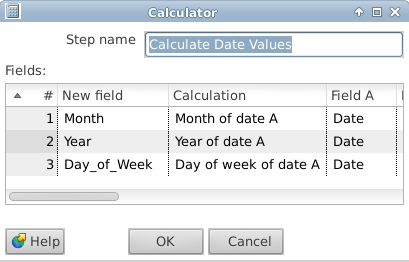 Calculator
Step name Calculate Date Values
Fields:
# New field Calculation Field A
1 Month Month of date A Date
2 Year Year of date A Date
3 Day_of_Week Day of week of date A Date
Help OK Cancel